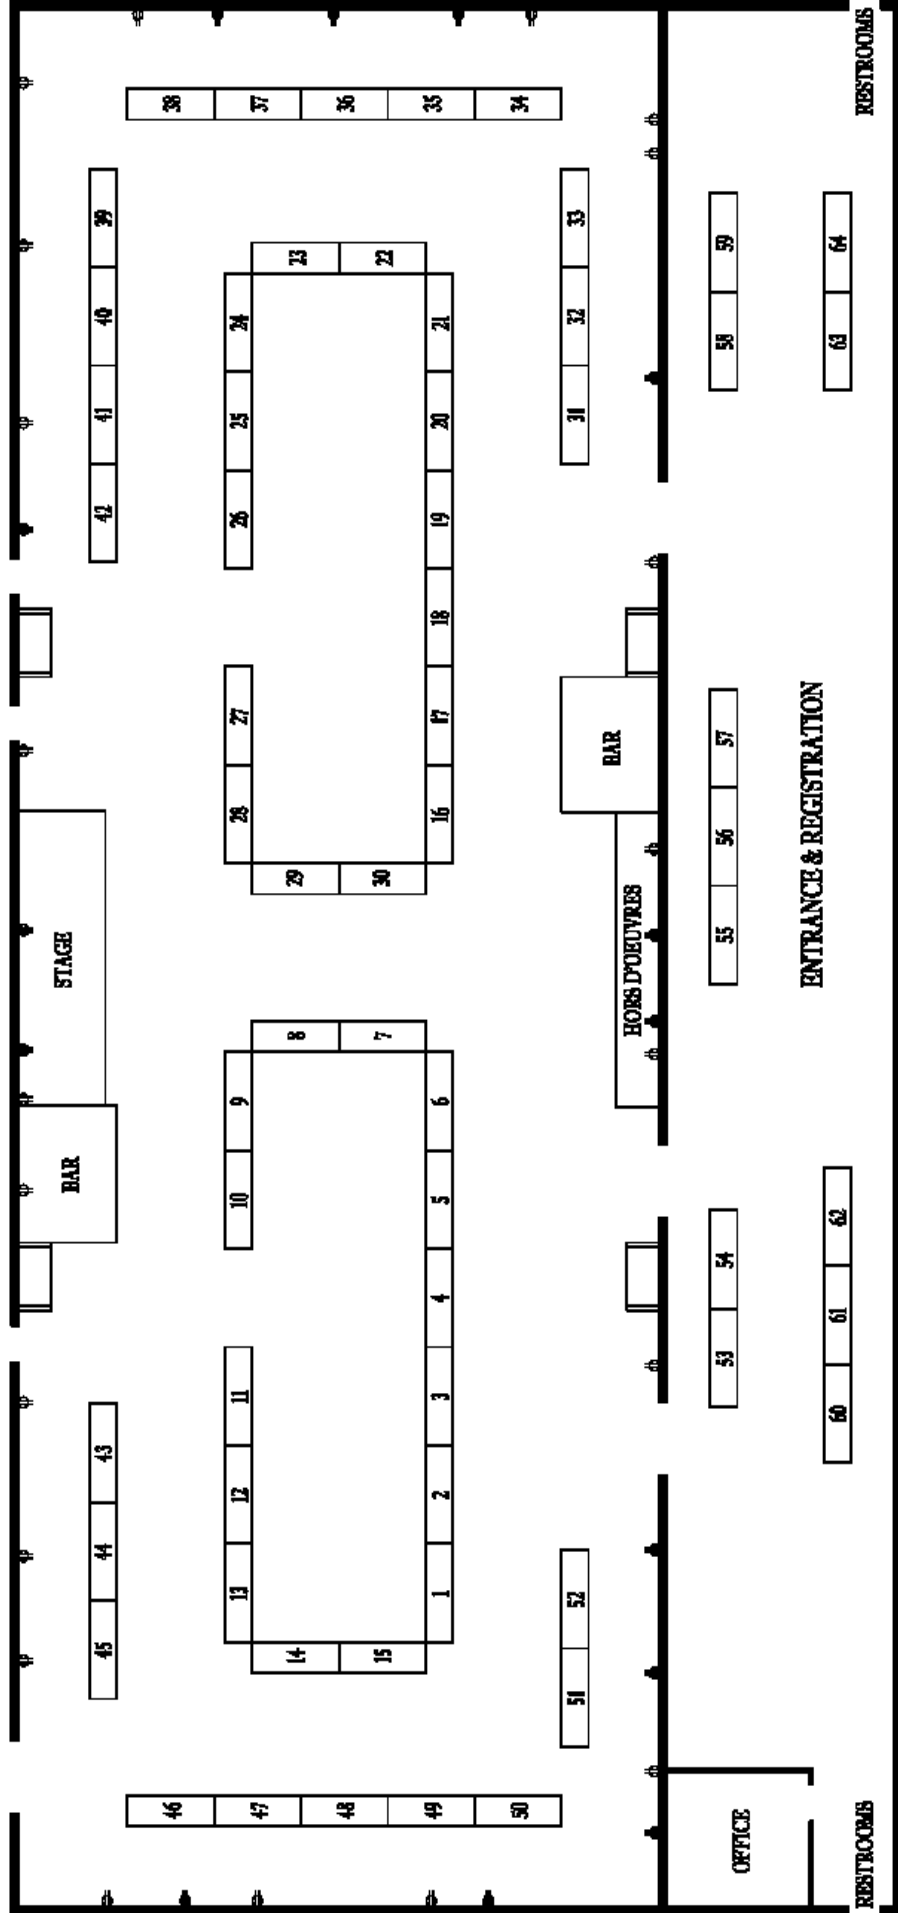 BAR STAGE
45 44 43 42 41 40 39
46 38
13 12 11 10 9 28 27 26 25 24
47 37
14 8 29 23
48 36
15 7 30 22
49 35
1 2 3 4 5 6 16 17 18 19 20 21
50 34
51 52 31 32 33
HORS D'OEUVRES BAR
OFFICE 53 54 55 56 57 58 59
ENTRANCE & REGISTRATION
60 61 62 63 64
RESTROOMS RESTROOMS